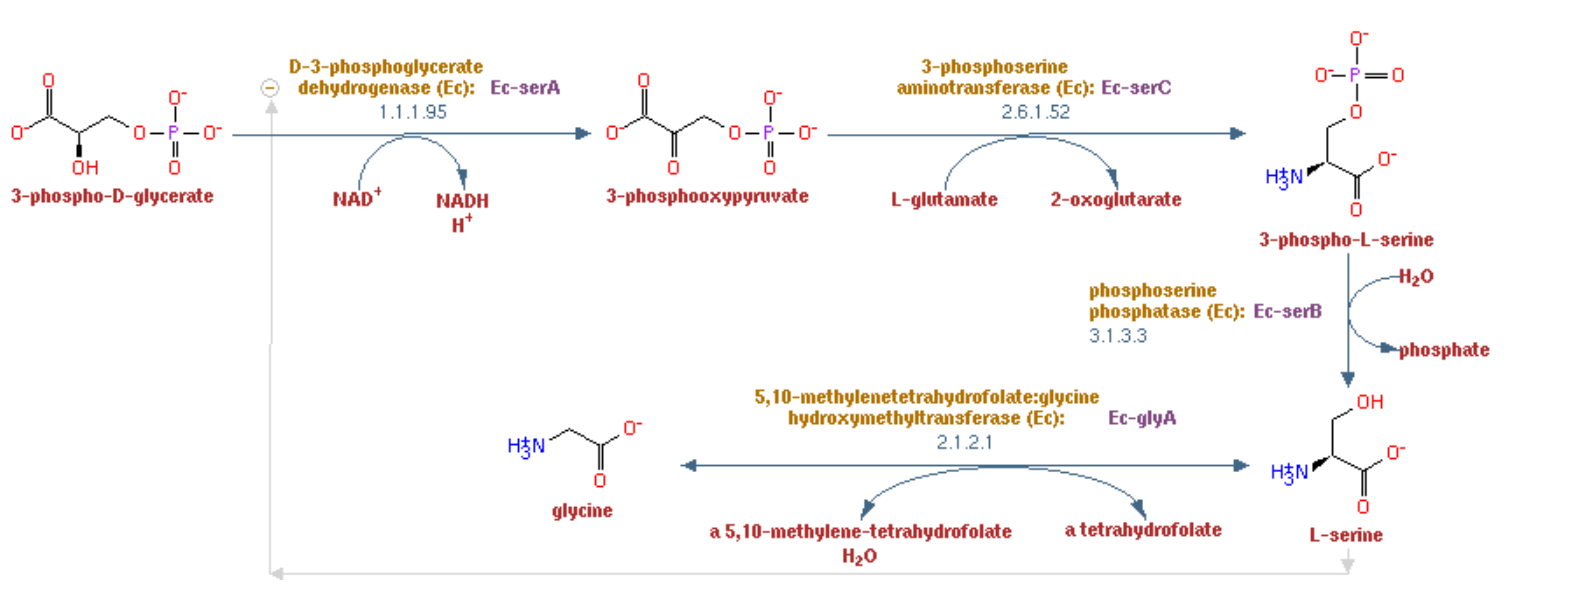 D-3-phosphoglycerate
dehydrogenase (Ec): Ec-serA
1.1.1.95
3-phosphoserine
aminotransferase (Ec): Ec-serC
2.6.1.52
O⁻
O⁻ P O
O
O
O⁻
OH
O P O⁻
O⁻
O
3-phospho-D-glycerate
NAD⁺
NADH
H⁺
O
O⁻
O
O P O⁻
O⁻
O
3-phosphooxypyruvate
L-glutamate
2-oxoglutarate
H₃⁺N
O⁻
O
3-phospho-L-serine
H₂O
phosphoserine
phosphatase (Ec): Ec-serB
3.1.3.3
phosphate
5,10-methylenetetrahydrofolate:glycine
hydroxymethyltransferase (Ec): Ec-glyA
2.1.2.1
H₃⁺N
O⁻
O
glycine
a 5,10-methylene-tetrahydrofolate
H₂O
a tetrahydrofolate
OH
H₃⁺N
O⁻
O
L-serine